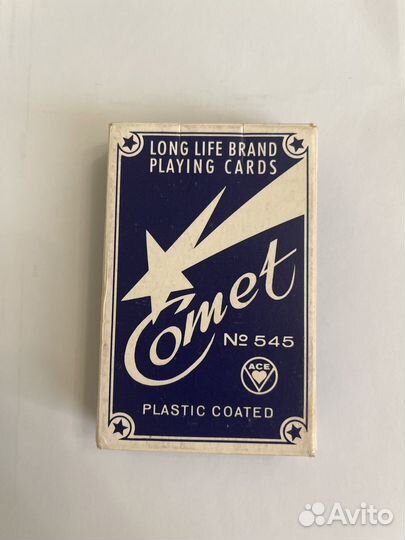 LONG LIFE BRAND
PLAYING CARDS
Comet
No 545
ACE
PLASTIC COATED
Avito